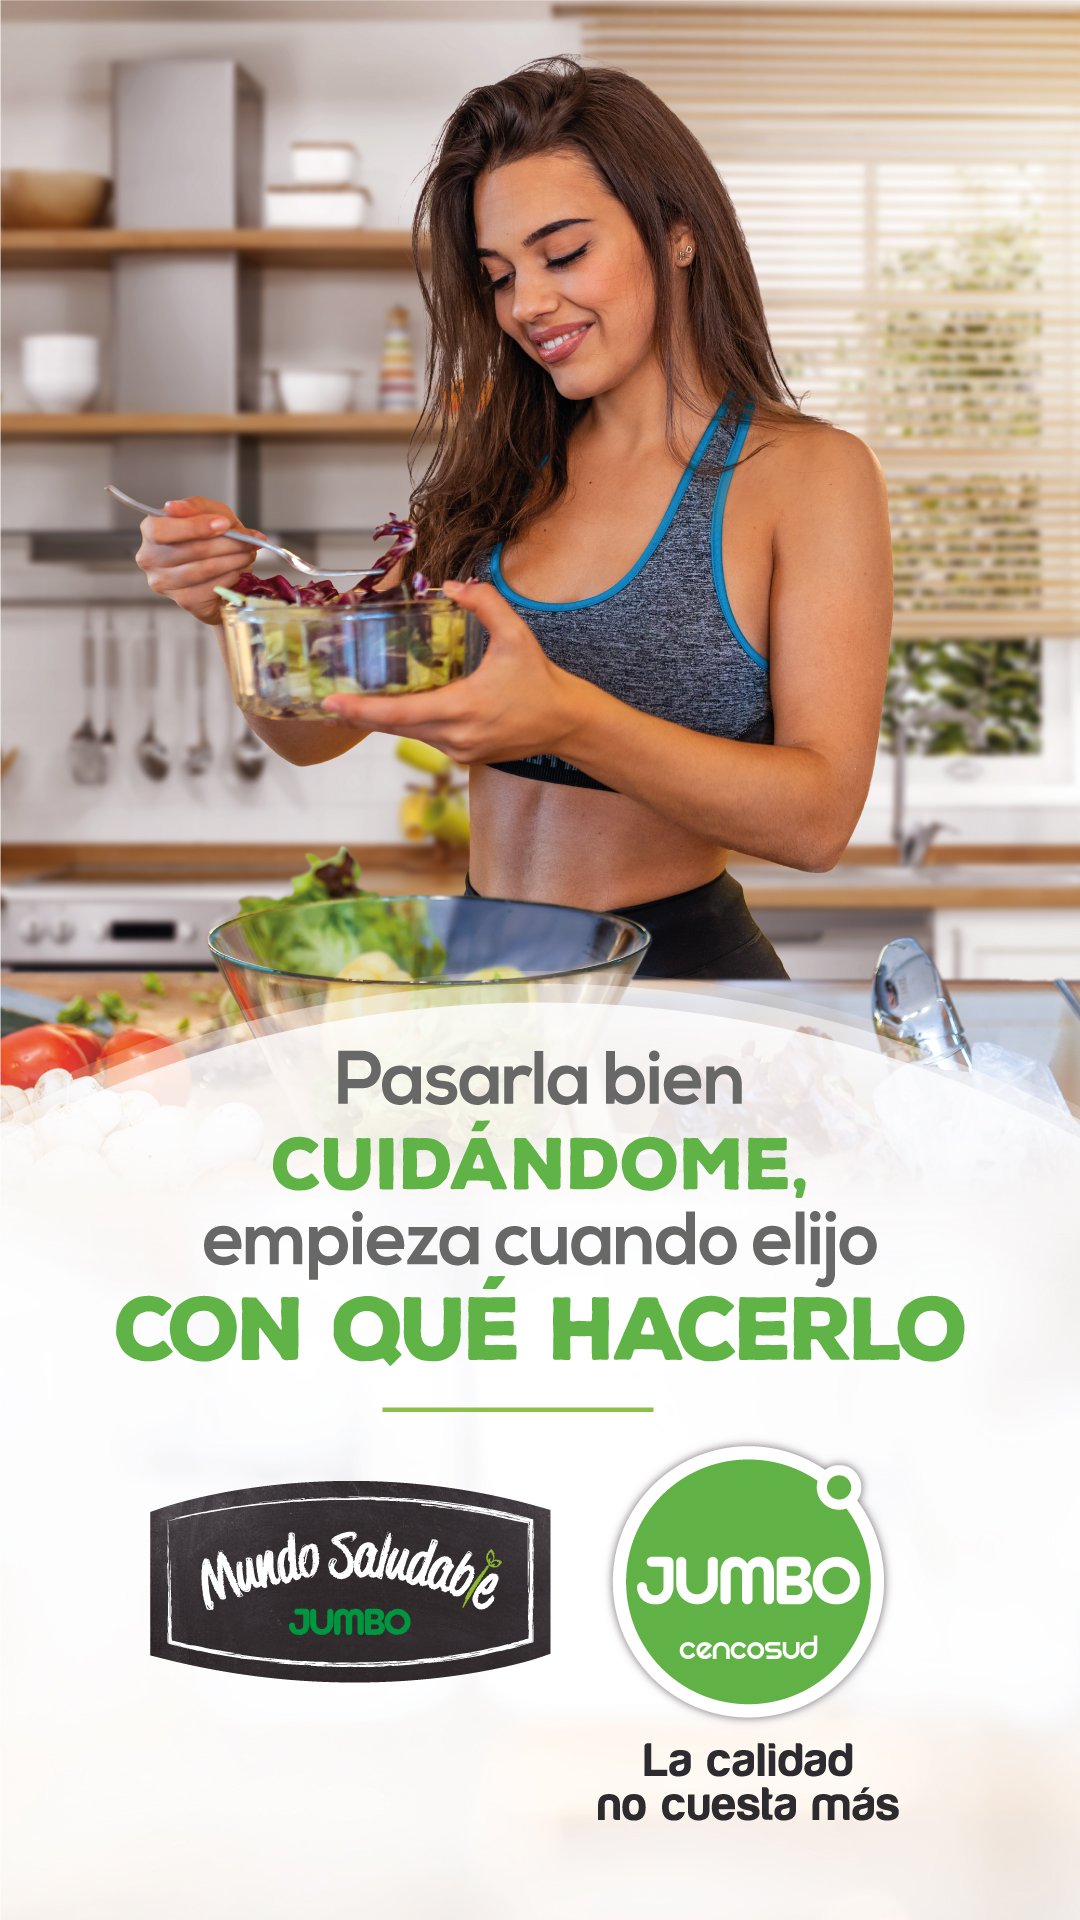 Pasarla bien
CUIDÁNDOME,
empieza cuando elijo
CON QUÉ HACERLO
Mundo Saludable
JUMBO
JUMBO
cencosud
La calidad
no cuesta más